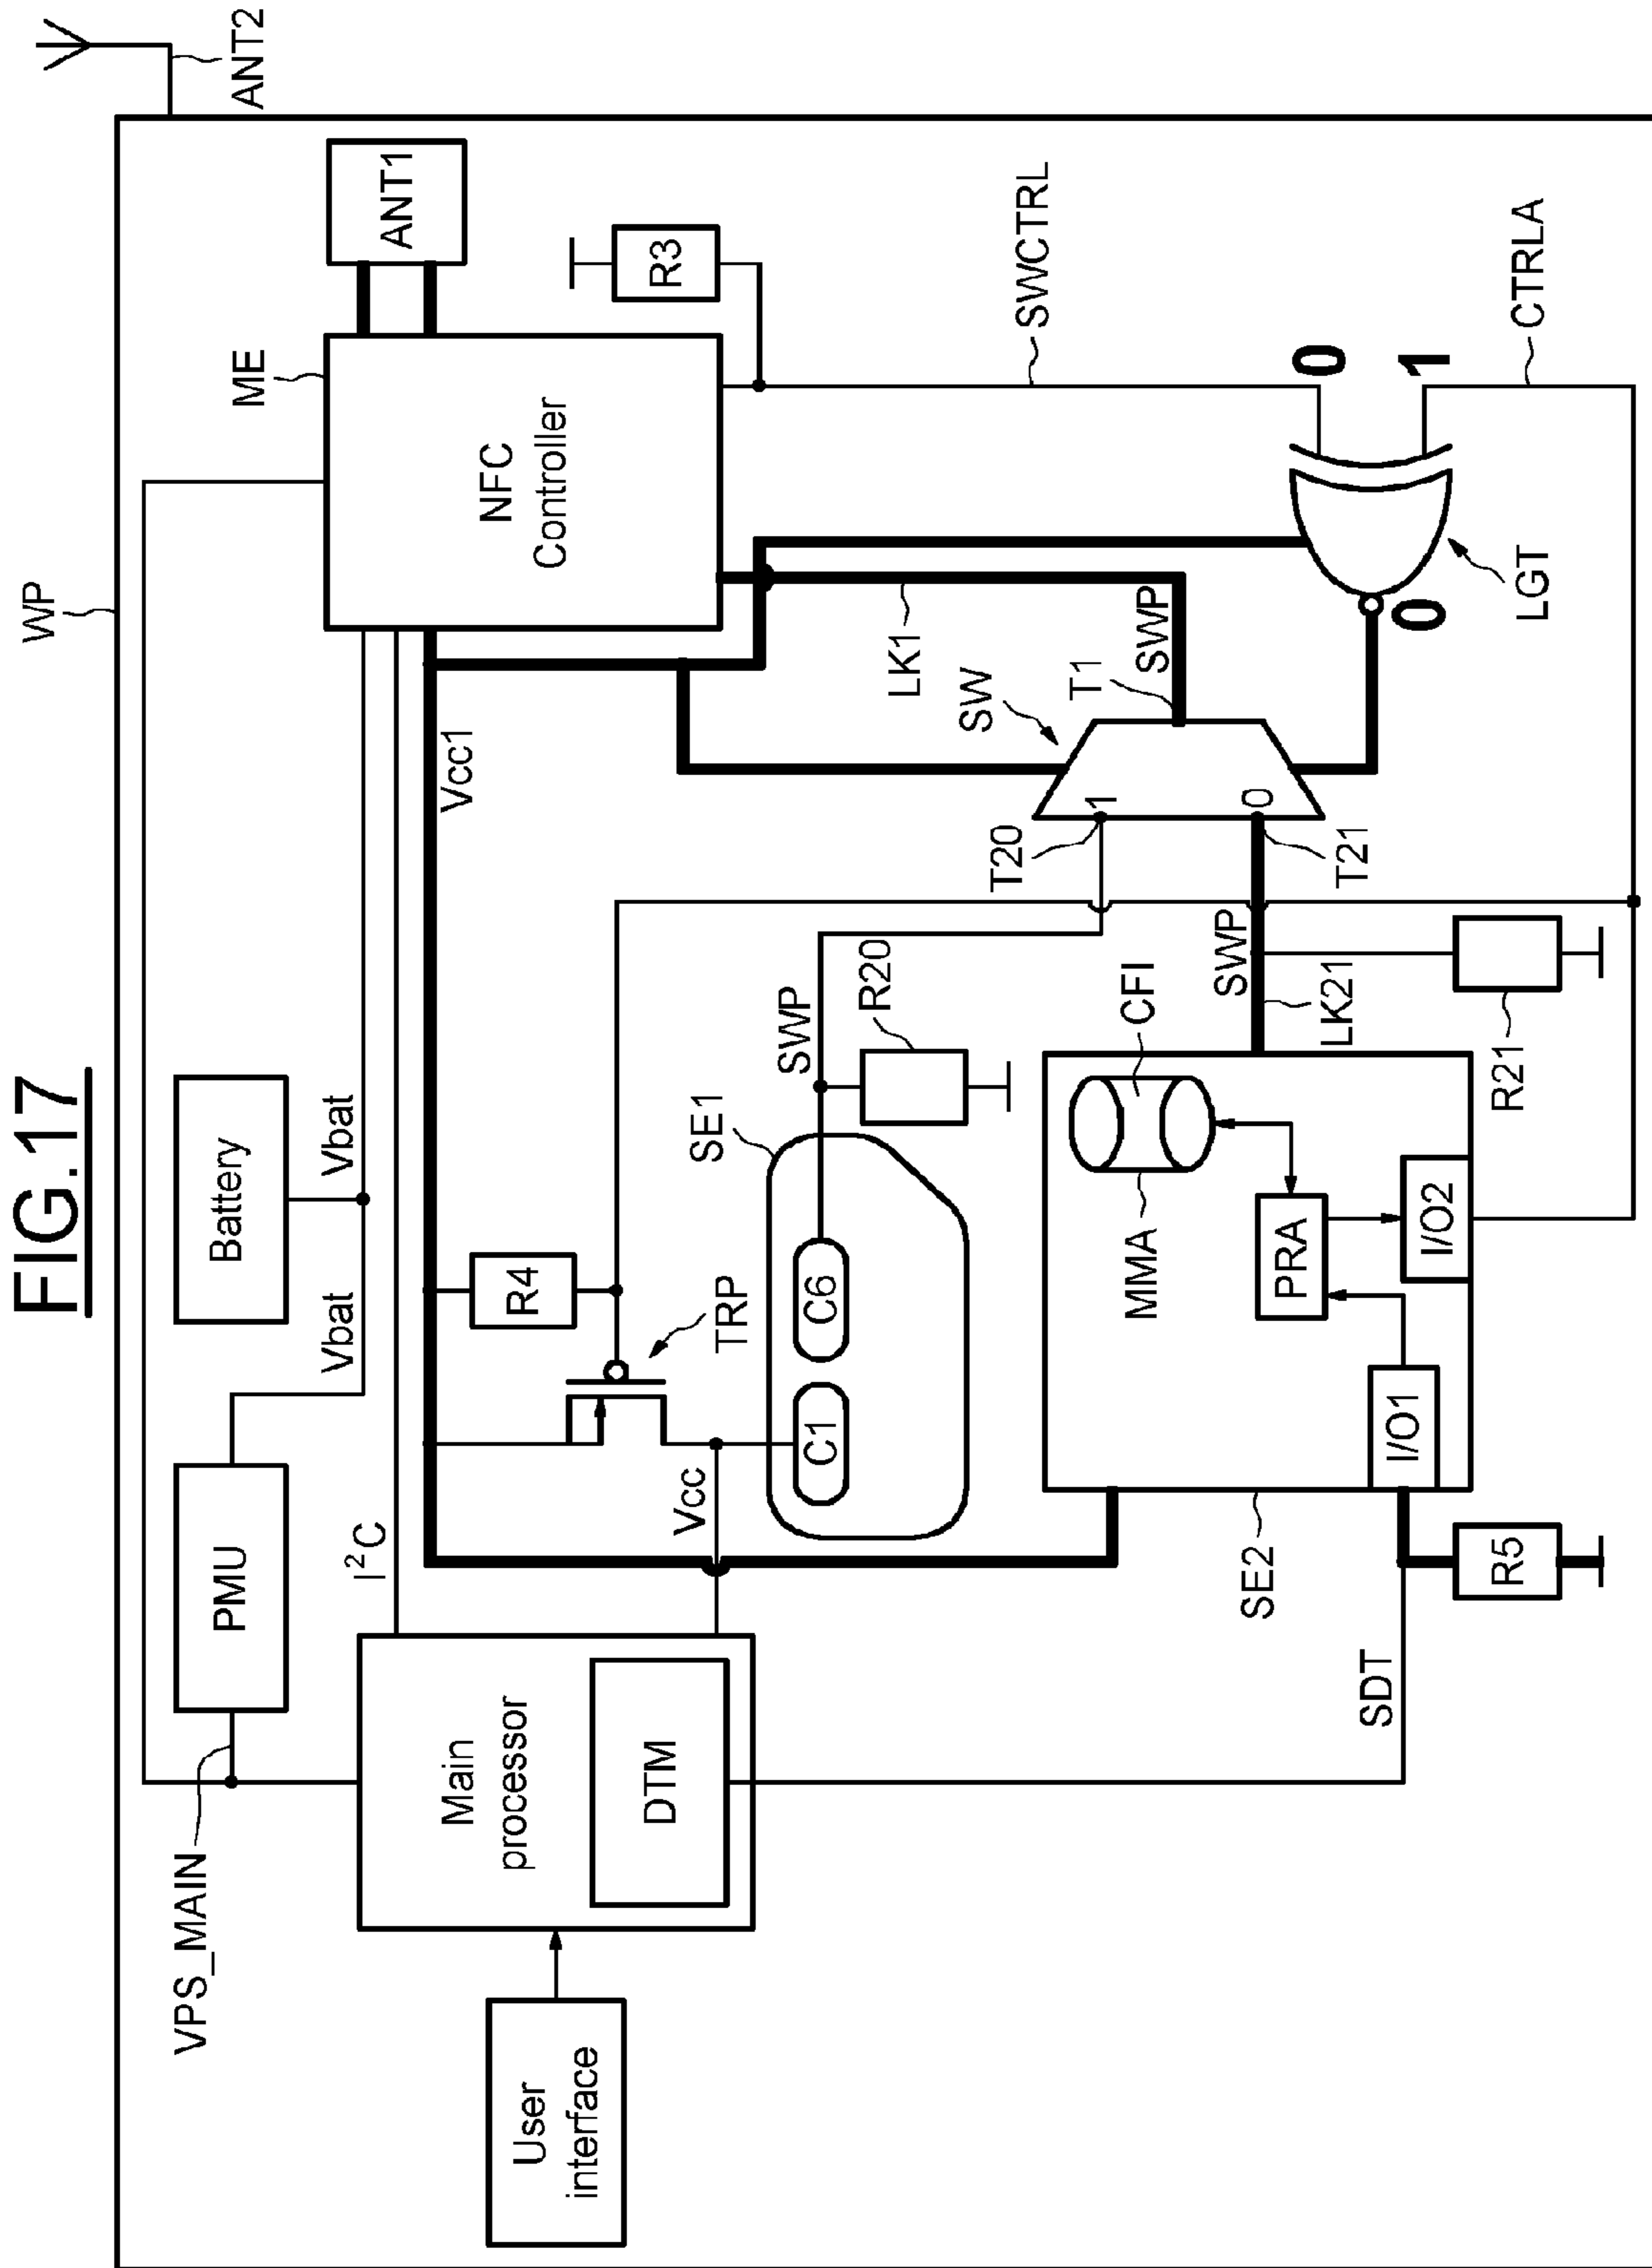 FIG.17
WP
ANT2
VPS_MAIN
PMU
Battery
Vbat
Vbat
ME
ANT1
I²C
Vcc1
NFC
Controller
Main
processor
DTM
User
interface
R4
TRP
R3
Vcc
C1
C6
SE1
SWP
R20
LK1
SW
T1
SWP
T20
1
0
T21
SWCTRL
0
1
CTRLA
0
LGT
MMA
CFI
PRA
I/O1
I/O2
SE2
SWP
LK21
R21
SDT
R5